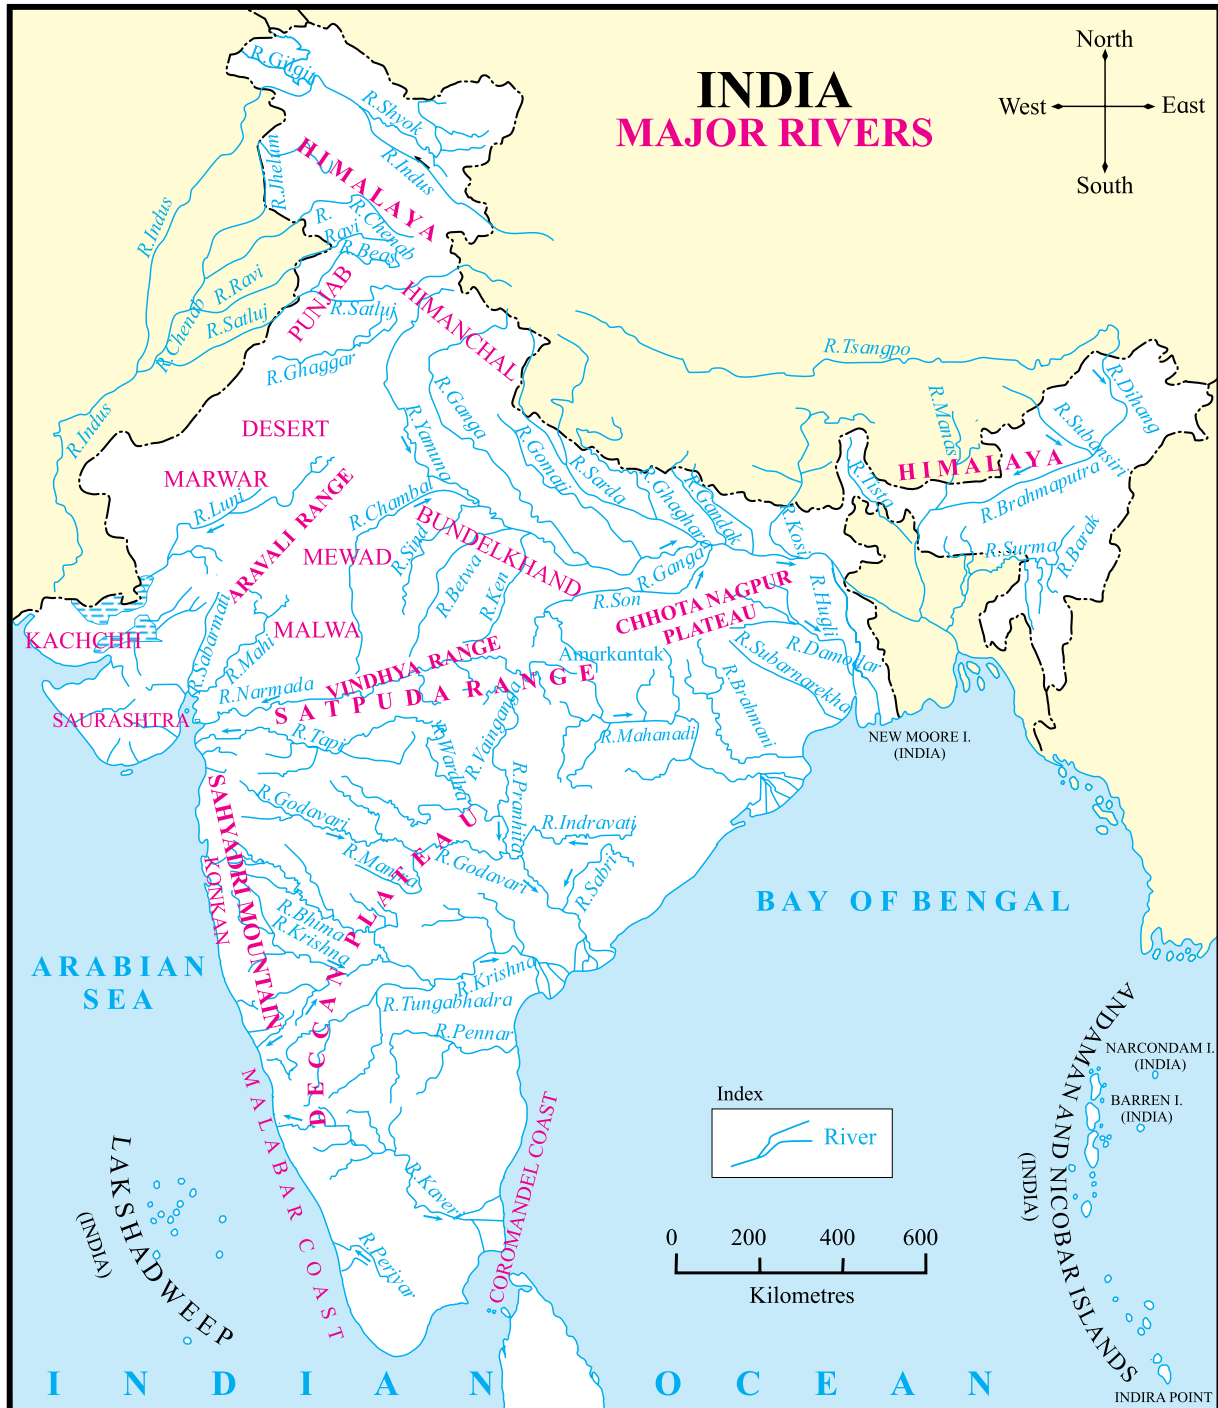 INDIA
MAJOR RIVERS
North
West
East
South
R.Gilgit
R.Shyok
R.Indus
HIMALAYA
R.Jhelam
R.Indus
R.
Ravi
R.Chenab
R.Beas
R.Ravi
R.Satluj
R.Chenab
PUNJAB
R.Satluj
HIMANCHAL
R.Ghaggar
R.Indus
R.Tsangpo
R.Dihang
R.Subansiri
R.Manas
HIMALAYA
R.Brahmaputra
R.Tista
R.Surma
R.Barak
R.Ganga
R.Yamuna
R.Gomati
R.Sarda
R.Ghaghara
R.Gandak
R.Kosi
DESERT
MARWAR
R.Luni
ARAVALI RANGE
R.Chambal
MEWAD
R.Sind
BUNDELKHAND
R.Betwa
R.Ken
R.Ganga
R.Son
CHHOTA NAGPUR
PLATEAU
R.Hugli
R.Damodar
R.Subarnarekha
KACHCHH
R.Sabarmati
R.Mahi
MALWA
VINDHYA RANGE
Amarkantak
R.Narmada
SATPUDA RANGE
SAURASHTRA
R.Tapi
R.Wardha
R.Vainganga
R.Mahanadi
R.Brahmani
NEW MOORE I.
(INDIA)
R.Pranhita
R.Godavari
R.Indravati
R.Manjra
R.Godavari
R.Sabri
SAHYADRI MOUNTAIN
KONKAN
DECCAN PLATEAU
R.Bhima
R.Krishna
R.Krishna
R.Tungabhadra
R.Pennar
BAY OF BENGAL
ARABIAN
SEA
MALABAR COAST
COROMANDEL COAST
R.Kaveri
R.Periyar
LAKSHADWEEP
(INDIA)
Index
River
0 200 400 600
Kilometres
ANDAMAN AND NICOBAR ISLANDS
(INDIA)
NARCONDAM I.
(INDIA)
BARREN I.
(INDIA)
INDIRA POINT
INDIAN OCEAN